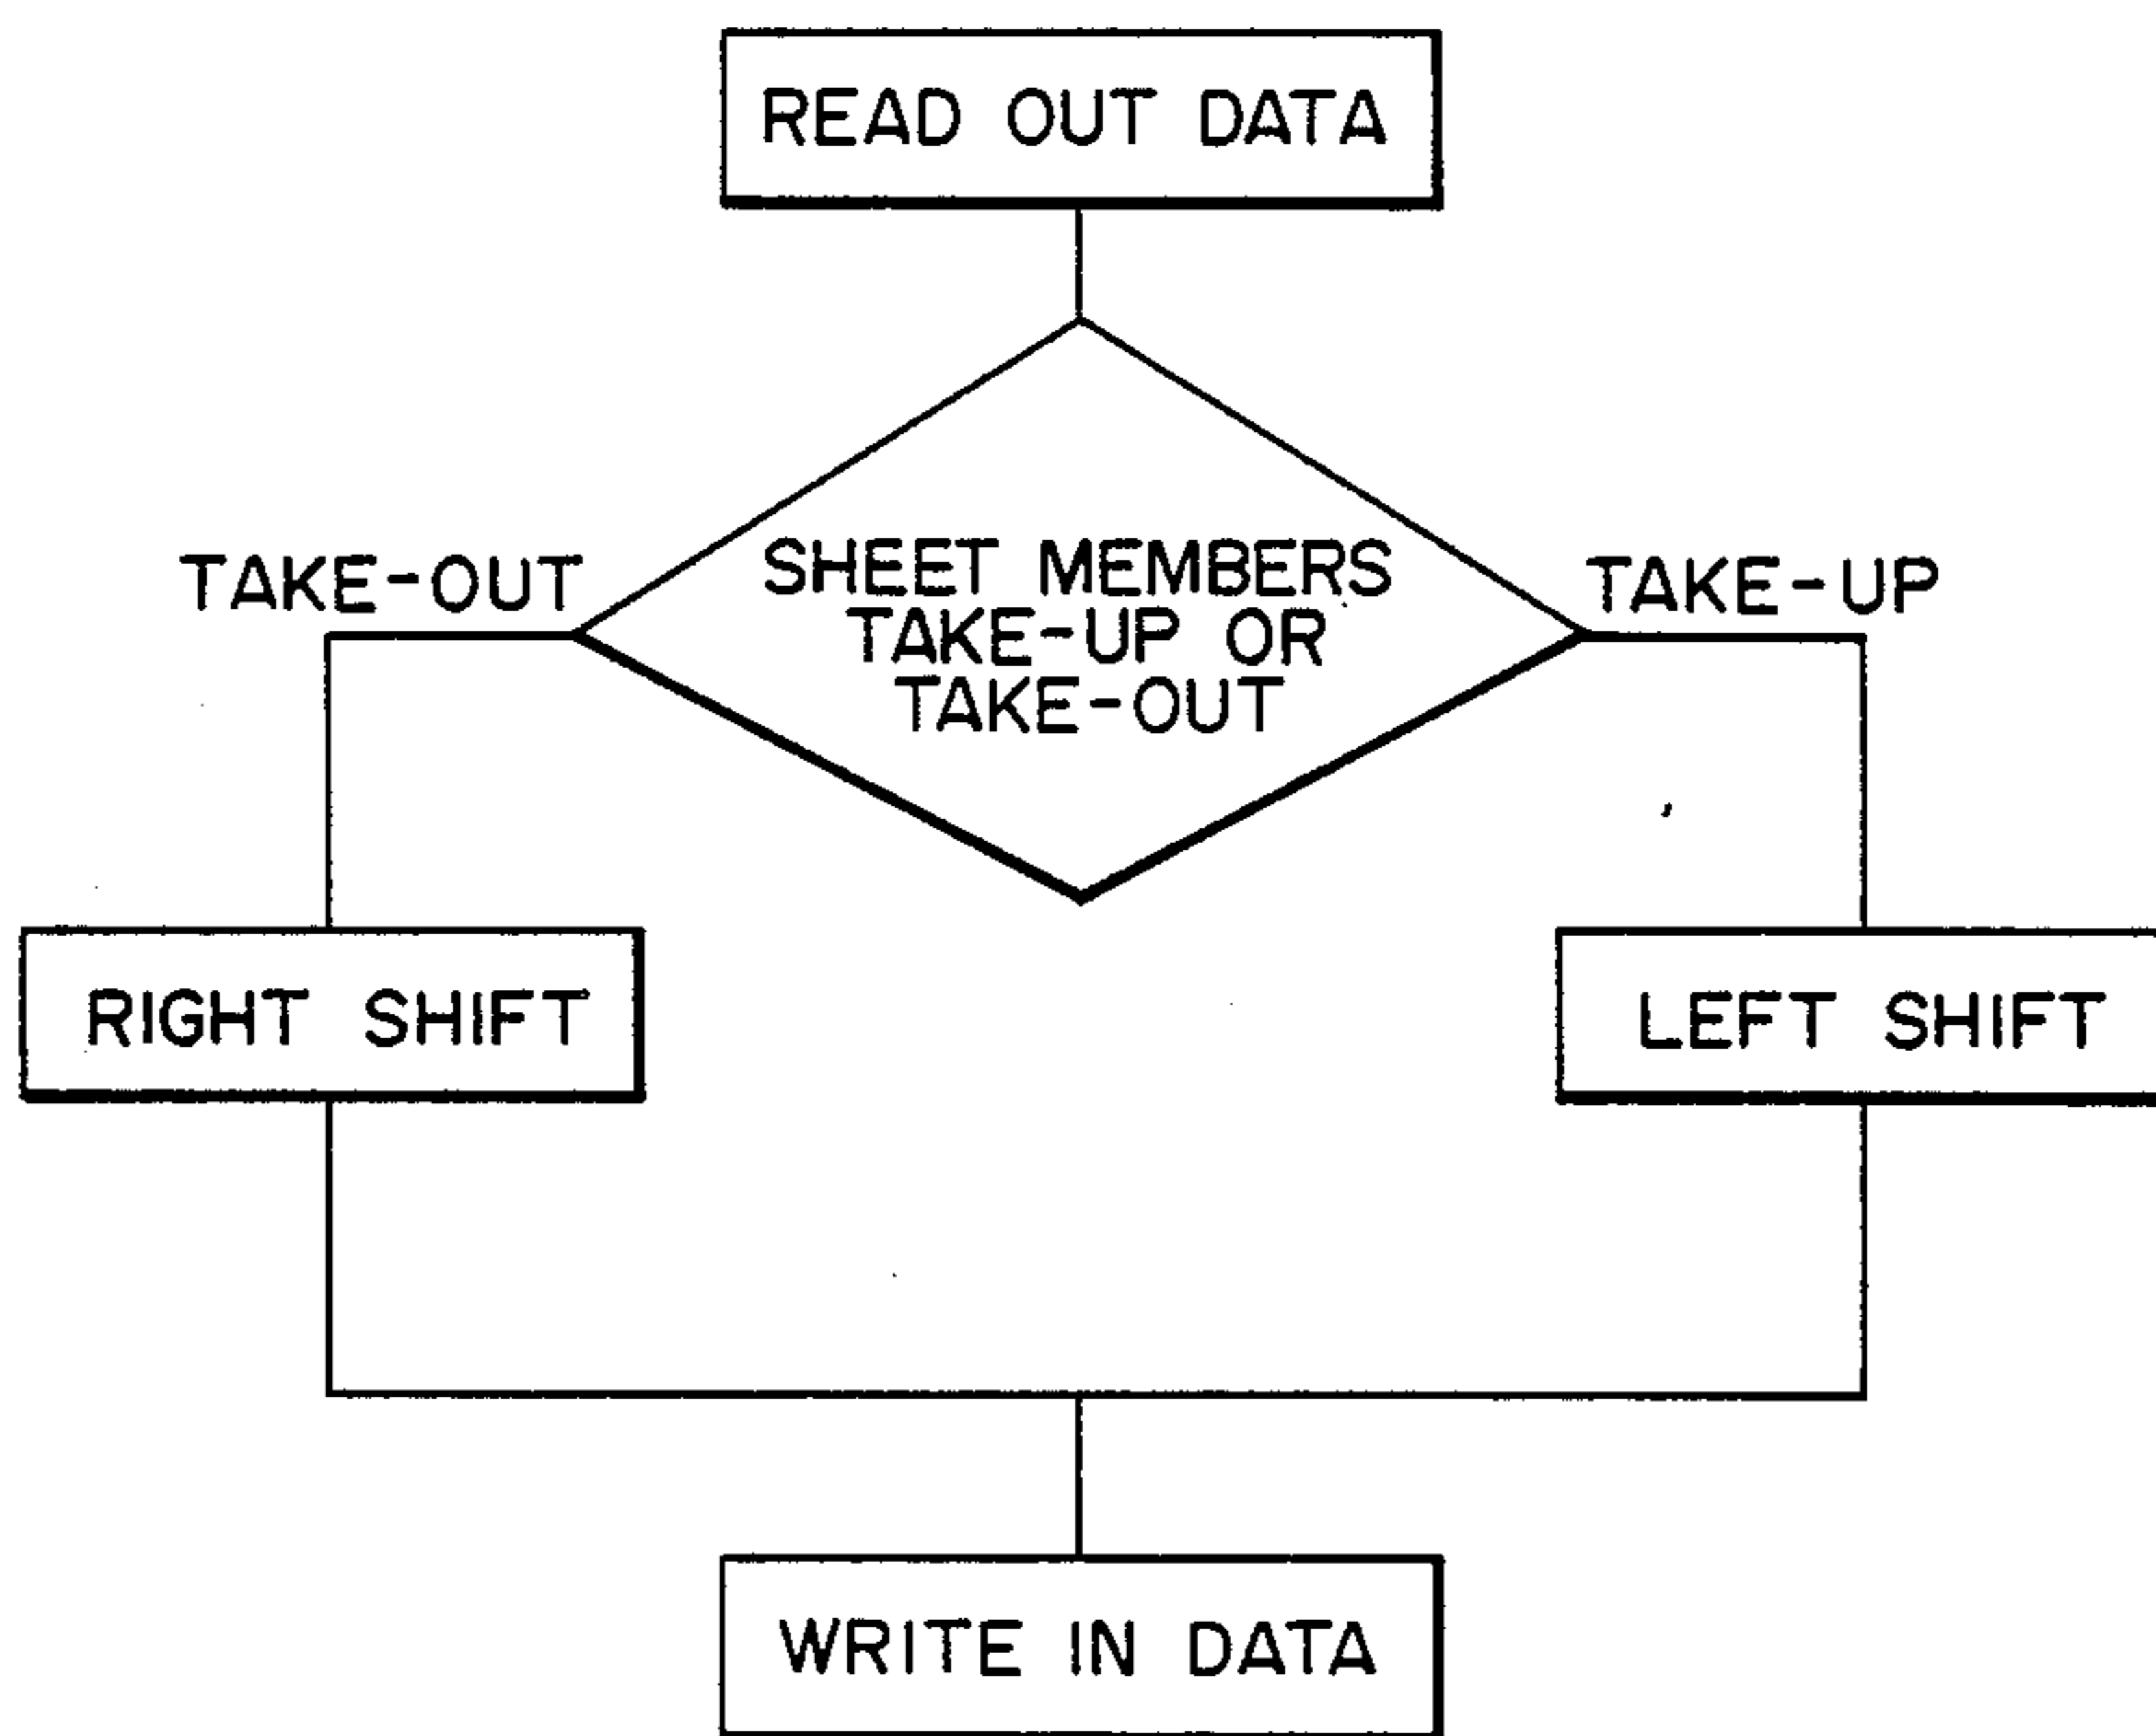 READ OUT DATA
SHEET MEMBERS
TAKE-UP OR
TAKE-OUT
TAKE-OUT
TAKE-UP
RIGHT SHIFT
LEFT SHIFT
WRITE IN DATA